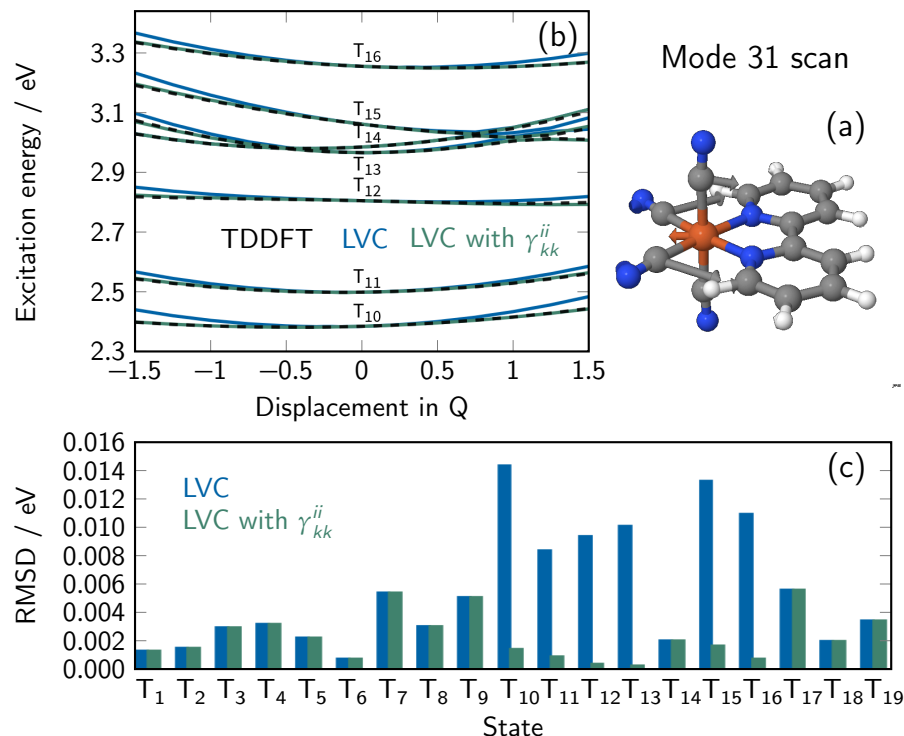 (b)
Mode 31 scan
(a)
Excitation energy / eV
3.3
3.1
2.9
2.7
2.5
2.3
T₁₆
T₁₅
T₁₄
T₁₃
T₁₂
TDDFT LVC LVC with γᵢᵢₖₖ
T₁₁
T₁₀
−1.5 −1 −0.5 0 0.5 1 1.5
Displacement in Q
(c)
RMSD / eV
0.016
0.014
0.012
0.010
0.008
0.006
0.004
0.002
0.000
LVC
LVC with γᵢᵢₖₖ
T₁ T₂ T₃ T₄ T₅ T₆ T₇ T₈ T₉ T₁₀ T₁₁ T₁₂ T₁₃ T₁₄ T₁₅ T₁₆ T₁₇ T₁₈ T₁₉
State